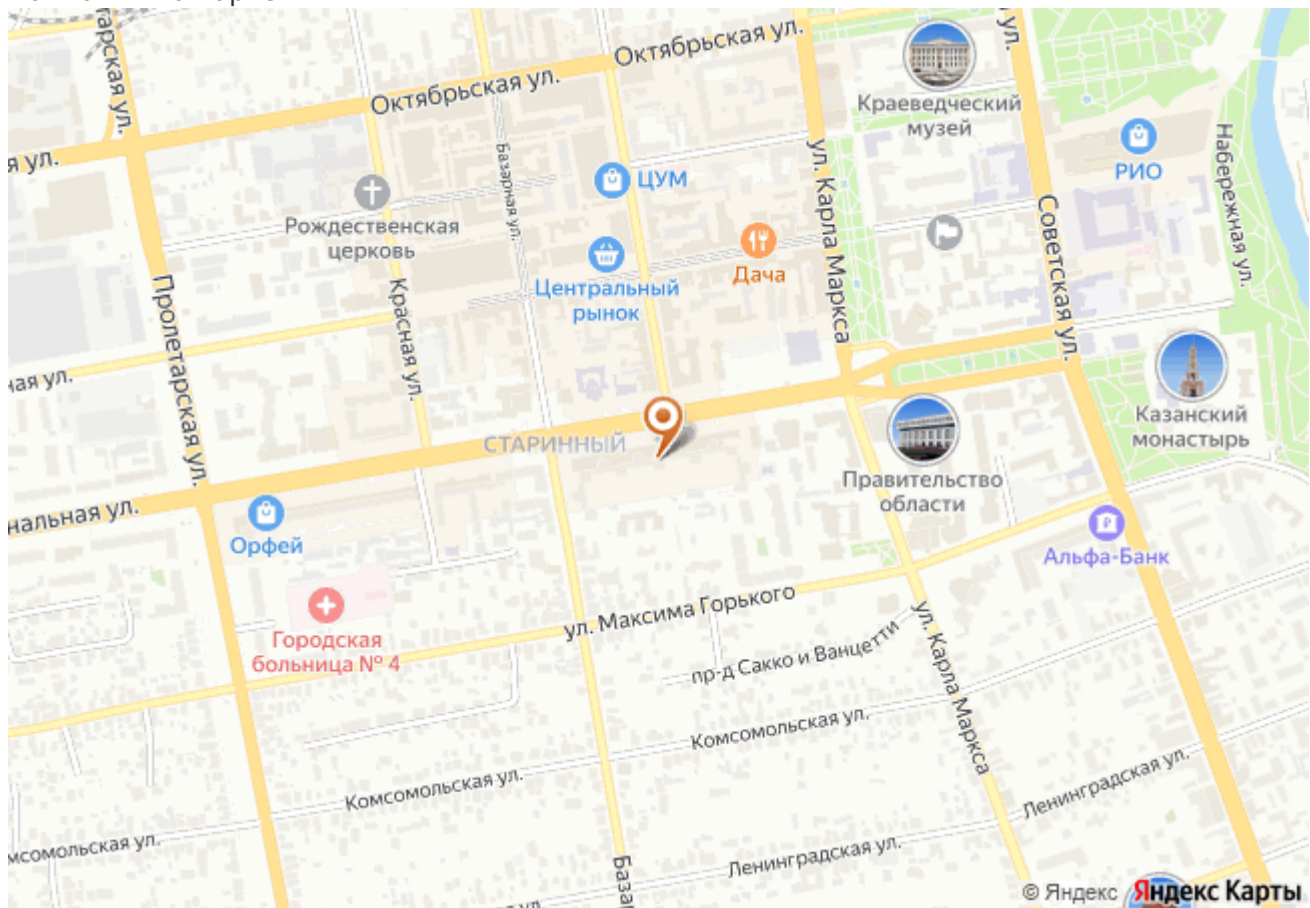 Октябрьская ул.
ул.
тарская ул.
Октябрьская ул.
Краеведческий
музей
я ул.
Базарная ул.
ЦУМ
ул. Карла Маркса
РИО
Набережная ул.
Рождественская
церковь
Советская ул.
Дача
Центральный
рынок
Пролетарская ул.
Красная ул.
ная ул.
Казанский
монастырь
СТАРИННЫЙ
Правительство
области
нальная ул.
Орфей
Альфа-Банк
ул. Максима Горького
Городская
больница № 4
пр-д Сакко и Ванцетти
ул. Карла Маркса
Комсомольская ул.
Комсомольская ул.
Ленинградская ул.
мсомольская ул.
Ленинградская ул.
База
© Яндекс Яндекс Карты